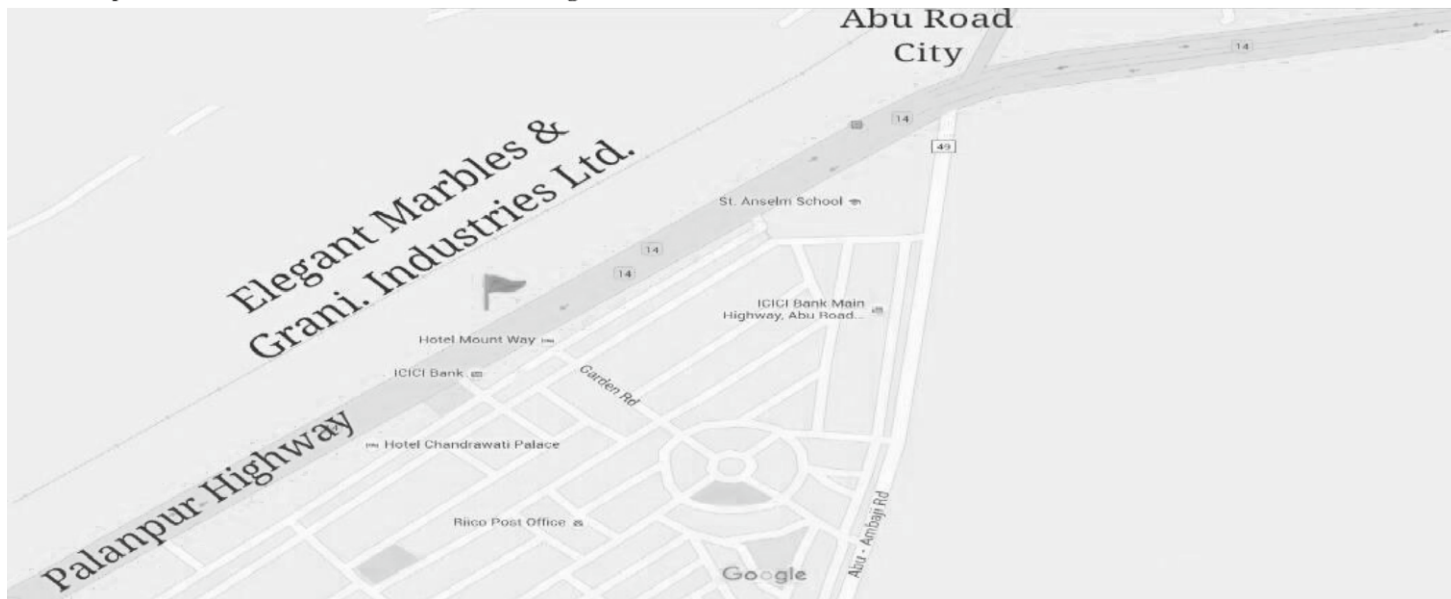 Abu Road
City
14
14
49
Elegant Marbles &
Grani. Industries Ltd.
St. Anselm School
14
14
ICICI Bank Main
Highway, Abu Road...
Hotel Mount Way
ICICI Bank
Garden Rd
Palanpur Highway
Hotel Chandrawati Palace
Riico Post Office
Abu - Ambaji Rd
Google